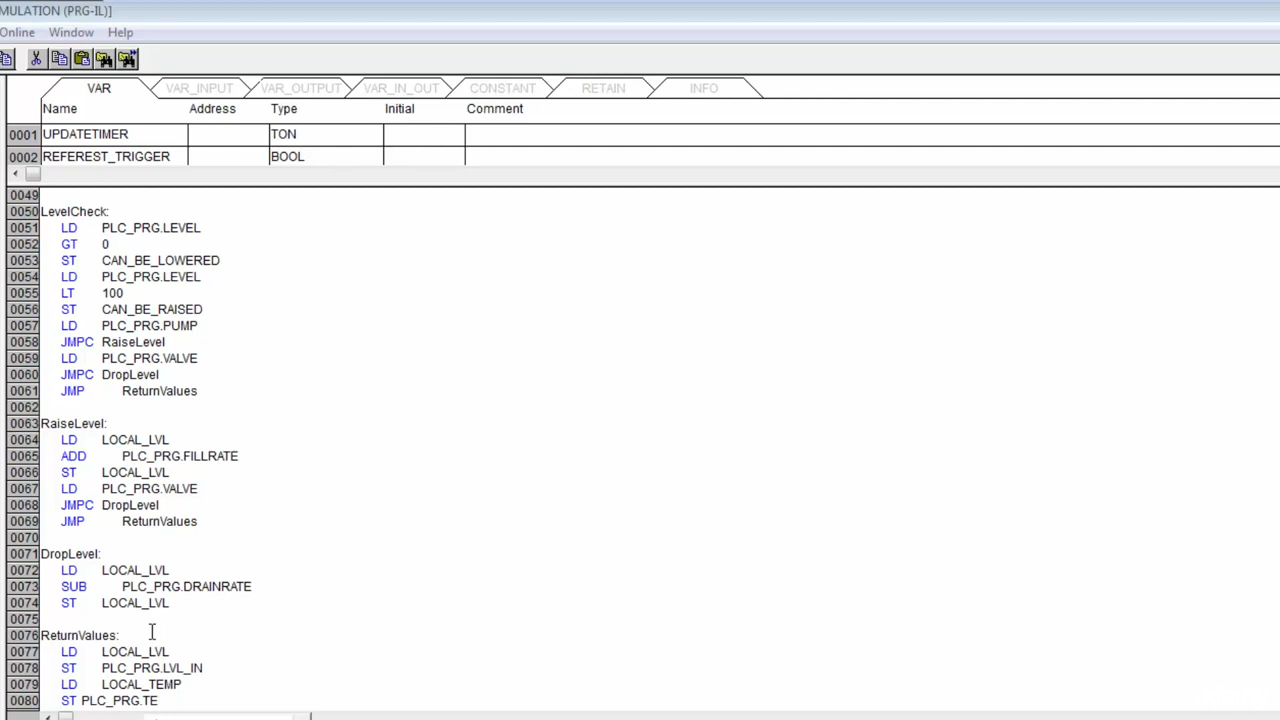 MULATION (PRG-IL)]
Online Window Help
VAR VAR_INPUT VAR_OUTPUT VAR_IN_OUT CONSTANT RETAIN INFO
Name Address Type Initial Comment
0001 UPDATETIMER TON
0002 REFEREST_TRIGGER BOOL
0049
0050 LevelCheck:
0051 LD PLC_PRG.LEVEL
0052 GT 0
0053 ST CAN_BE_LOWERED
0054 LD PLC_PRG.LEVEL
0055 LT 100
0056 ST CAN_BE_RAISED
0057 LD PLC_PRG.PUMP
0058 JMPC RaiseLevel
0059 LD PLC_PRG.VALVE
0060 JMPC DropLevel
0061 JMP ReturnValues
0062
0063 RaiseLevel:
0064 LD LOCAL_LVL
0065 ADD PLC_PRG.FILLRATE
0066 ST LOCAL_LVL
0067 LD PLC_PRG.VALVE
0068 JMPC DropLevel
0069 JMP ReturnValues
0070
0071 DropLevel:
0072 LD LOCAL_LVL
0073 SUB PLC_PRG.DRAINRATE
0074 ST LOCAL_LVL
0075
0076 ReturnValues:
0077 LD LOCAL_LVL
0078 ST PLC_PRG.LVL_IN
0079 LD LOCAL_TEMP
0080 ST PLC_PRG.TE